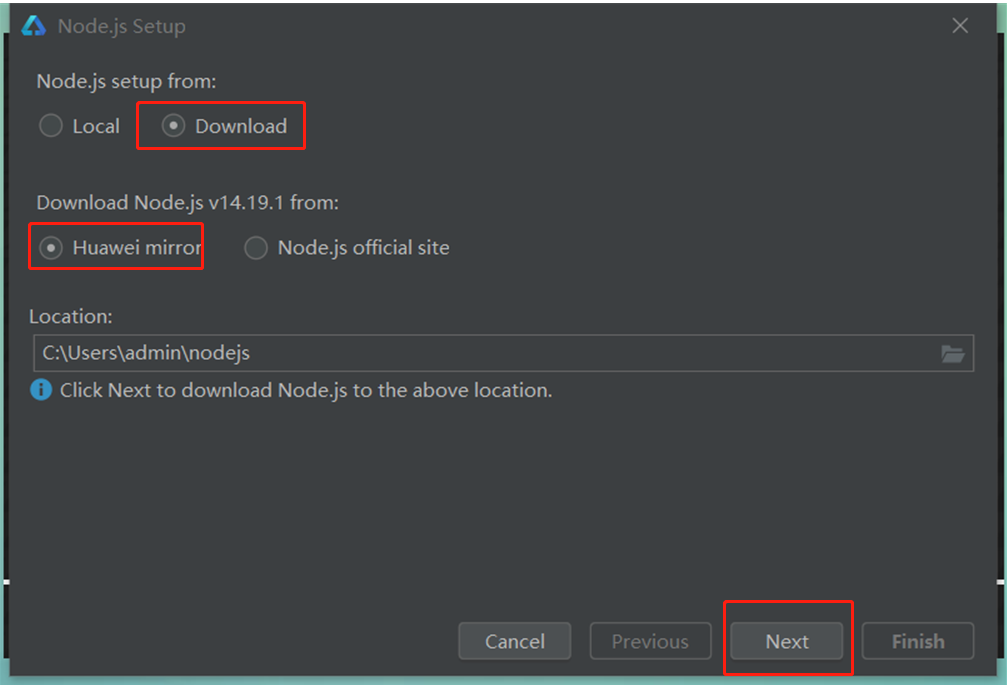 Node.js Setup
Node.js setup from:
Local Download
Download Node.js v14.19.1 from:
Huawei mirror Node.js official site
Location:
C:\Users\admin\nodejs
Click Next to download Node.js to the above location.
Cancel Previous Next Finish